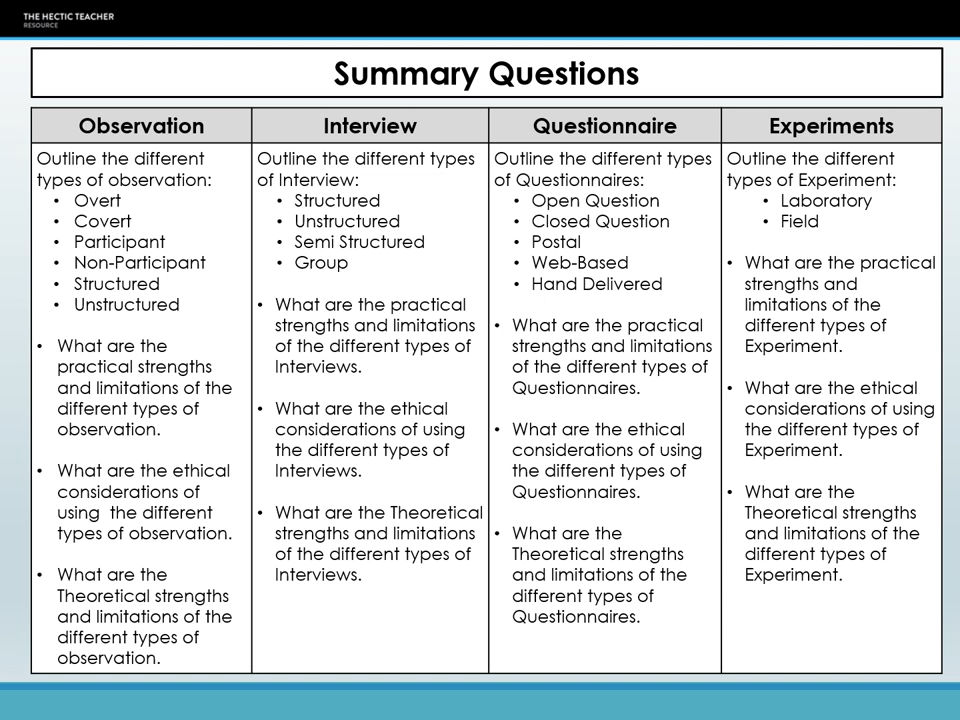 THE HECTIC TEACHER
RESOURCE
Summary Questions
Observation
Outline the different
types of observation:
• Overt
• Covert
• Participant
• Non-Participant
• Structured
• Unstructured
• What are the
practical strengths
and limitations of the
different types of
observation.
• What are the ethical
considerations of
using  the different
types of observation.
• What are the
Theoretical strengths
and limitations of the
different types of
observation.
Interview
Outline the different types
of Interview:
• Structured
• Unstructured
• Semi Structured
• Group
• What are the practical
strengths and limitations
of the different types of
Interviews.
• What are the ethical
considerations of using
the different types of
Interviews.
• What are the Theoretical
strengths and limitations
of the different types of
Interviews.
Questionnaire
Outline the different types
of Questionnaires:
• Open Question
• Closed Question
• Postal
• Web-Based
• Hand Delivered
• What are the practical
strengths and limitations
of the different types of
Questionnaires.
• What are the ethical
considerations of using
the different types of
Questionnaires.
• What are the
Theoretical strengths
and limitations of the
different types of
Questionnaires.
Experiments
Outline the different
types of Experiment:
• Laboratory
• Field
• What are the practical
strengths and
limitations of the
different types of
Experiment.
• What are the ethical
considerations of using
the different types of
Experiment.
• What are the
Theoretical strengths
and limitations of the
different types of
Experiment.